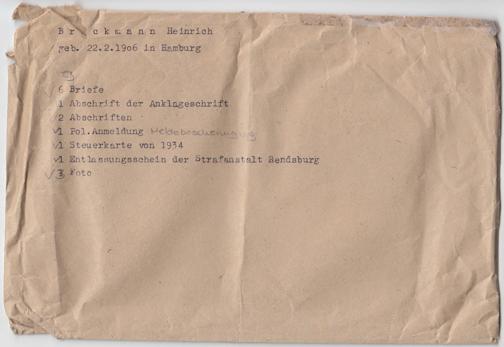 B r u c k m a n n  Heinrich
geb. 22.2.1906 in Hamburg
6 Briefe
1 Abschrift der Anklageschrift
2 Abschriften
√1 Pol.Anmeldung Meldebescheinigung
√1 Steuerkarte von 1934
√1 Entlassungsschein der Strafanstalt Rendsburg
√3 Foto